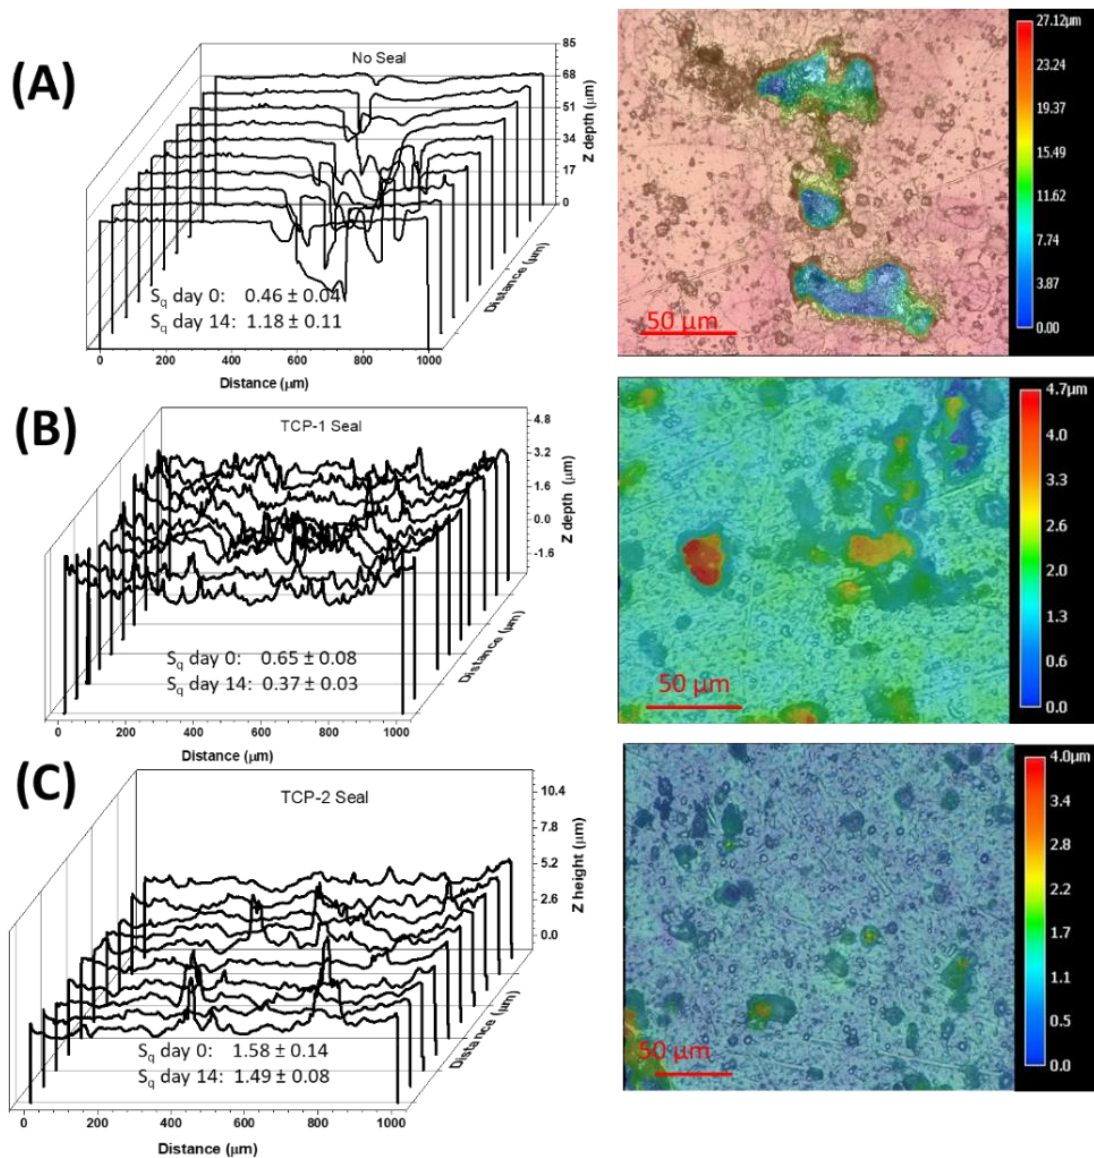 (A)
No Seal
85
68
51
34
17
0
Z depth (μm)
Distance (μm)
Sq day 0: 0.46 ± 0.04
Sq day 14: 1.18 ± 0.11
0 200 400 600 800 1000
Distance (μm)
27.12μm
23.24
19.37
15.49
11.62
7.74
3.87
0.00
50 μm
(B)
TCP-1 Seal
4.8
3.2
1.6
0.0
-1.6
Z depth (μm)
Distance (μm)
Sq day 0: 0.65 ± 0.08
Sq day 14: 0.37 ± 0.03
0 200 400 600 800 1000
Distance (μm)
4.7μm
4.0
3.3
2.6
2.0
1.3
0.6
0.0
50 μm
(C)
TCP-2 Seal
10.4
7.8
5.2
2.6
0.0
Z height (μm)
Distance (μm)
Sq day 0: 1.58 ± 0.14
Sq day 14: 1.49 ± 0.08
0 200 400 600 800 1000
Distance (μm)
4.0μm
3.4
2.8
2.2
1.7
1.1
0.5
0.0
50 μm